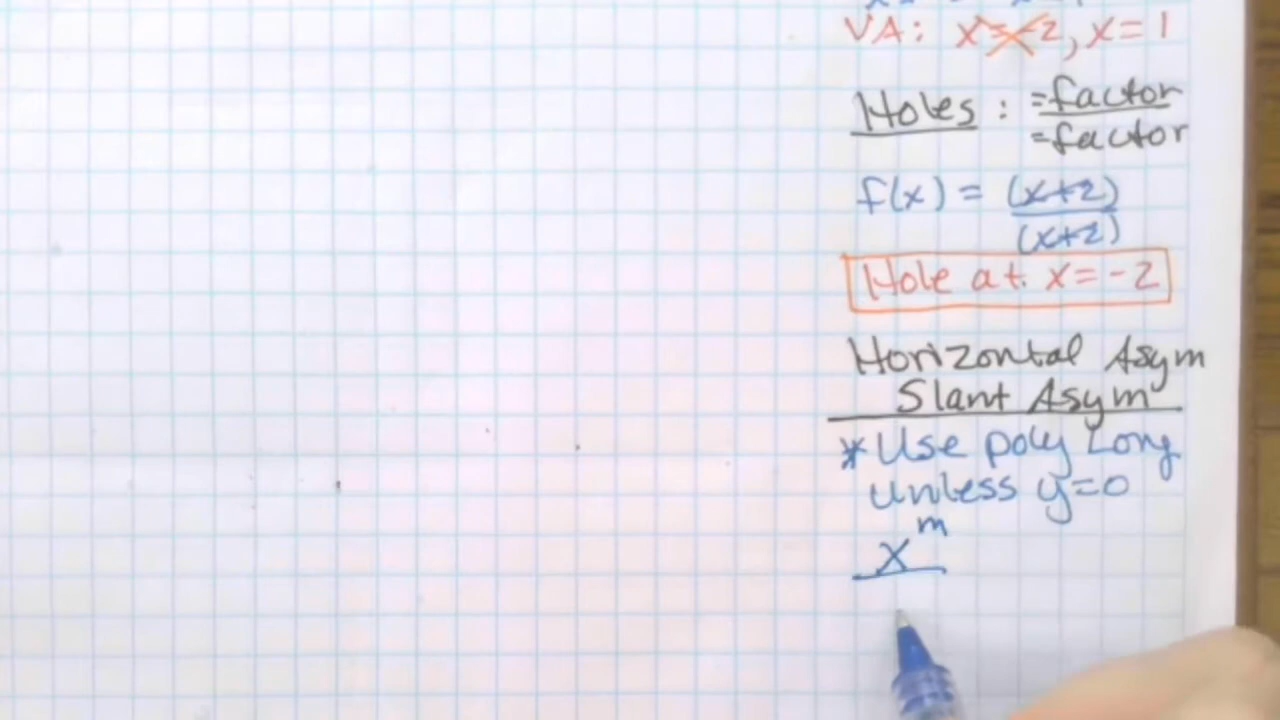 VA: x=-2, x=1
Holes : =factor
=factor
f(x) = (x+2)
(x+2)
Hole at x=-2
Horizontal Asym
Slant Asym
*Use poly Long
unless y=0
x^m